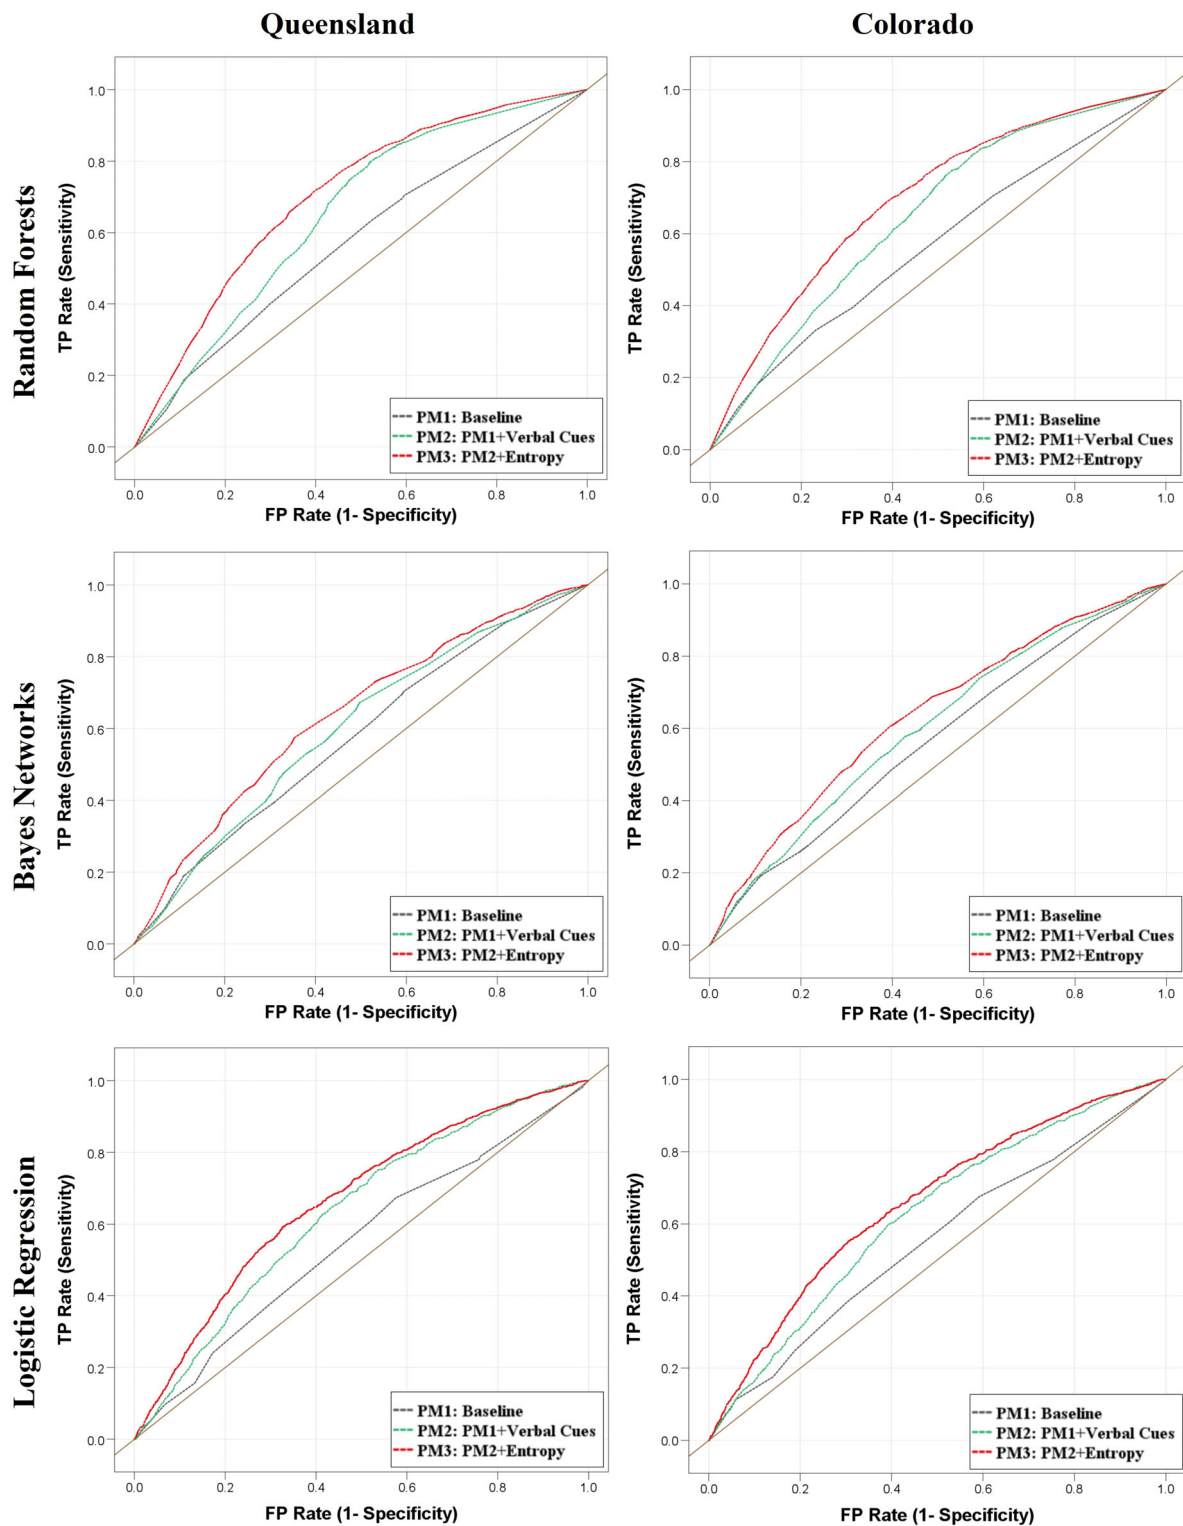 Queensland
Colorado
Random Forests
TP Rate (Sensitivity)
1.0
0.8
0.6
0.4
0.2
0.0
PM1: Baseline
PM2: PM1+Verbal Cues
PM3: PM2+Entropy
0.0 0.2 0.4 0.6 0.8 1.0
FP Rate (1- Specificity)
TP Rate (Sensitivity)
1.0
0.8
0.6
0.4
0.2
0.0
PM1: Baseline
PM2: PM1+Verbal Cues
PM3: PM2+Entropy
0.0 0.2 0.4 0.6 0.8 1.0
FP Rate (1- Specificity)
Bayes Networks
TP Rate (Sensitivity)
1.0
0.8
0.6
0.4
0.2
0.0
PM1: Baseline
PM2: PM1+Verbal Cues
PM3: PM2+Entropy
0.0 0.2 0.4 0.6 0.8 1.0
FP Rate (1- Specificity)
TP Rate (Sensitivity)
1.0
0.8
0.6
0.4
0.2
0.0
PM1: Baseline
PM2: PM1+Verbal Cues
PM3: PM2+Entropy
0.0 0.2 0.4 0.6 0.8 1.0
FP Rate (1- Specificity)
Logistic Regression
TP Rate (Sensitivity)
1.0
0.8
0.6
0.4
0.2
0.0
PM1: Baseline
PM2: PM1+Verbal Cues
PM3: PM2+Entropy
0.0 0.2 0.4 0.6 0.8 1.0
FP Rate (1- Specificity)
TP Rate (Sensitivity)
1.0
0.8
0.6
0.4
0.2
0.0
PM1: Baseline
PM2: PM1+Verbal Cues
PM3: PM2+Entropy
0.0 0.2 0.4 0.6 0.8 1.0
FP Rate (1- Specificity)